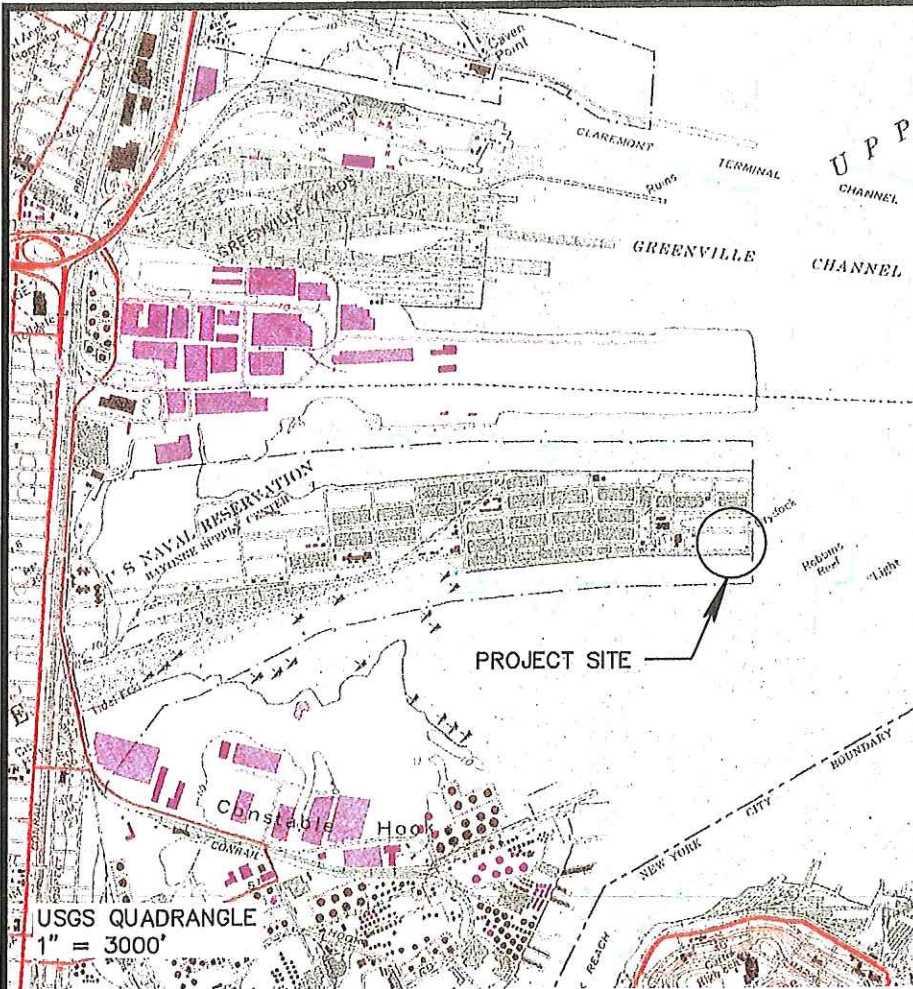 Caven
Point
CLAREMONT
TERMINAL
CHANNEL
UPP
Ruins
GREENVILLE YARDS
GREENVILLE
CHANNEL
U S NAVAL RESERVATION
BAYONNE SUPPLY CENTER
Drydock
Robbins
Reef
Light
PROJECT SITE
Constable Hook
CONRAIL
NEW YORK
CITY
BOUNDARY
REACH
USGS QUADRANGLE
1" = 3000'